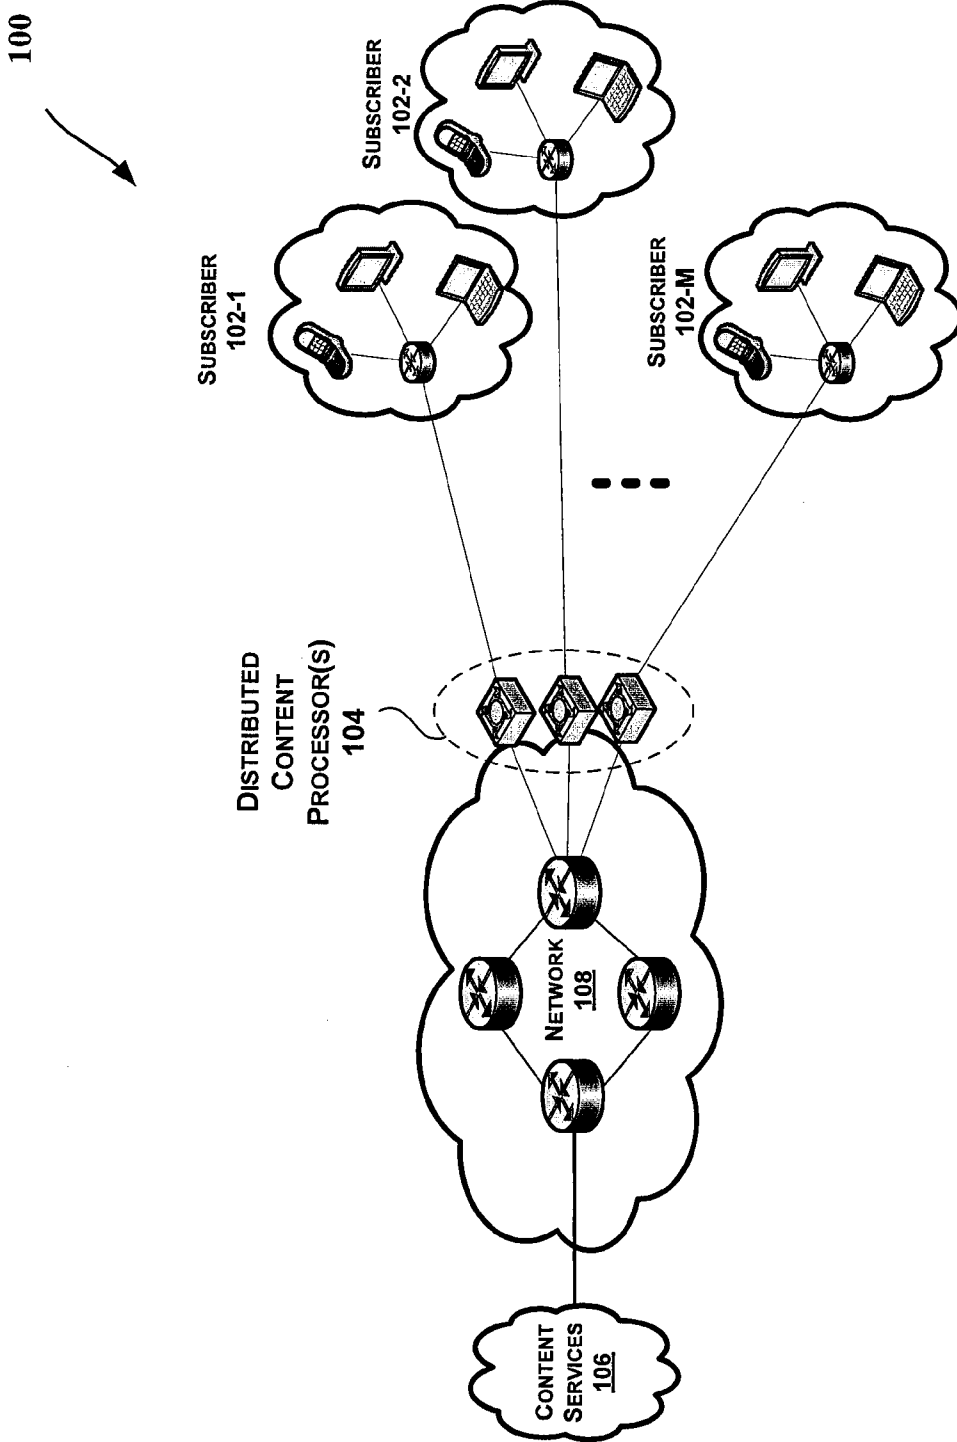 100
SUBSCRIBER
102-1
SUBSCRIBER
102-2
SUBSCRIBER
102-M
DISTRIBUTED
CONTENT
PROCESSOR(S)
104
NETWORK
108
CONTENT
SERVICES
106